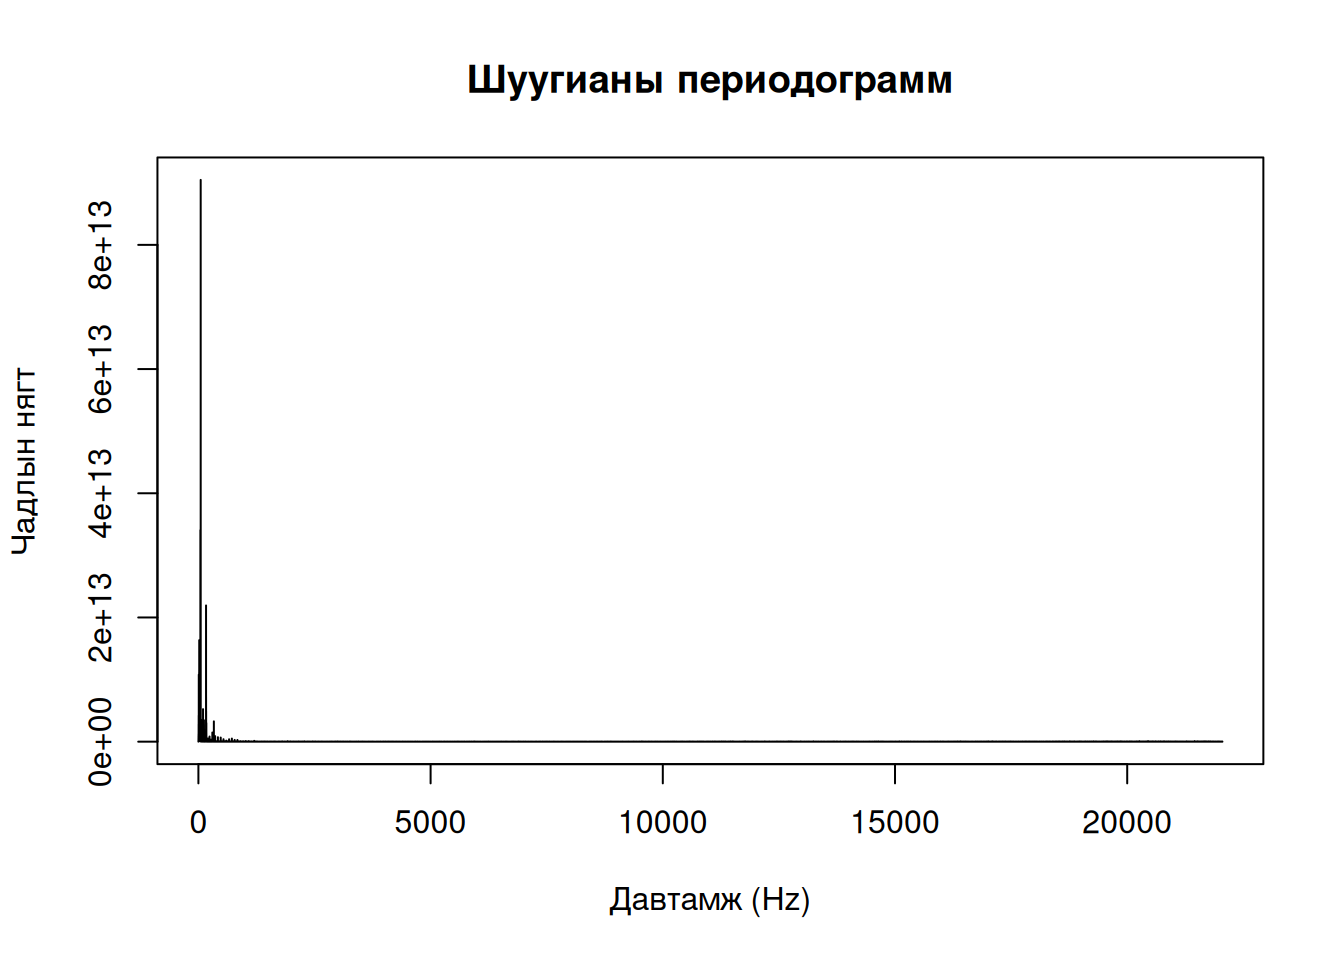 Шуугианы периодограмм
Чадлын нягт
8e+13
6e+13
4e+13
2e+13
0e+00
0 5000 10000 15000 20000
Давтамж (Hz)